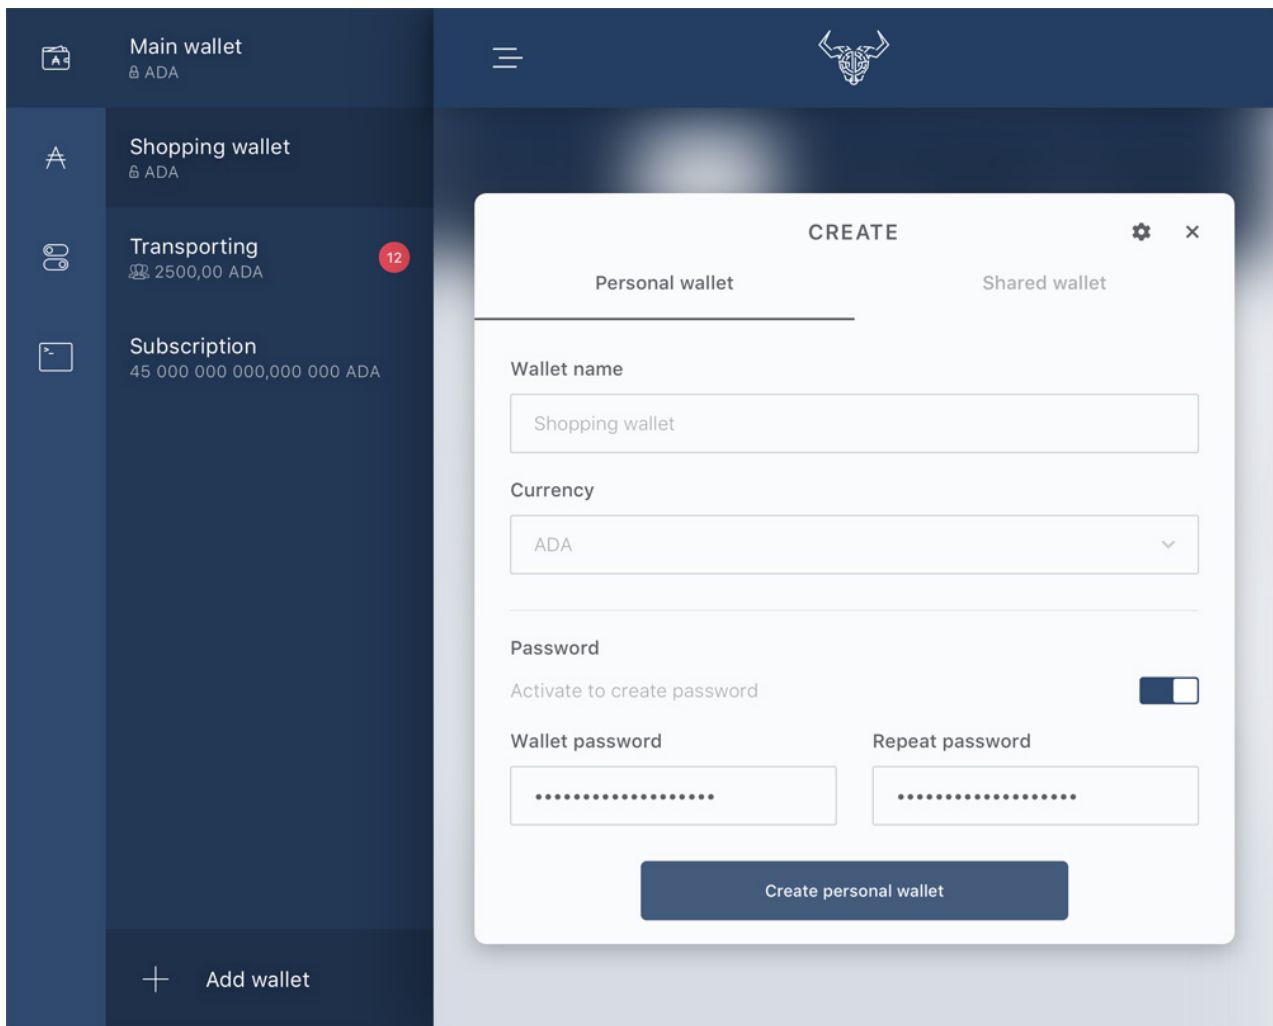 Main wallet
ADA
Shopping wallet
ADA
Transporting
2500,00 ADA
12
Subscription
45 000 000 000,000 000 ADA
Add wallet
CREATE
Personal wallet
Shared wallet
Wallet name
Shopping wallet
Currency
ADA
Password
Activate to create password
Wallet password
Repeat password
•••••••••••••••••••
•••••••••••••••••••
Create personal wallet